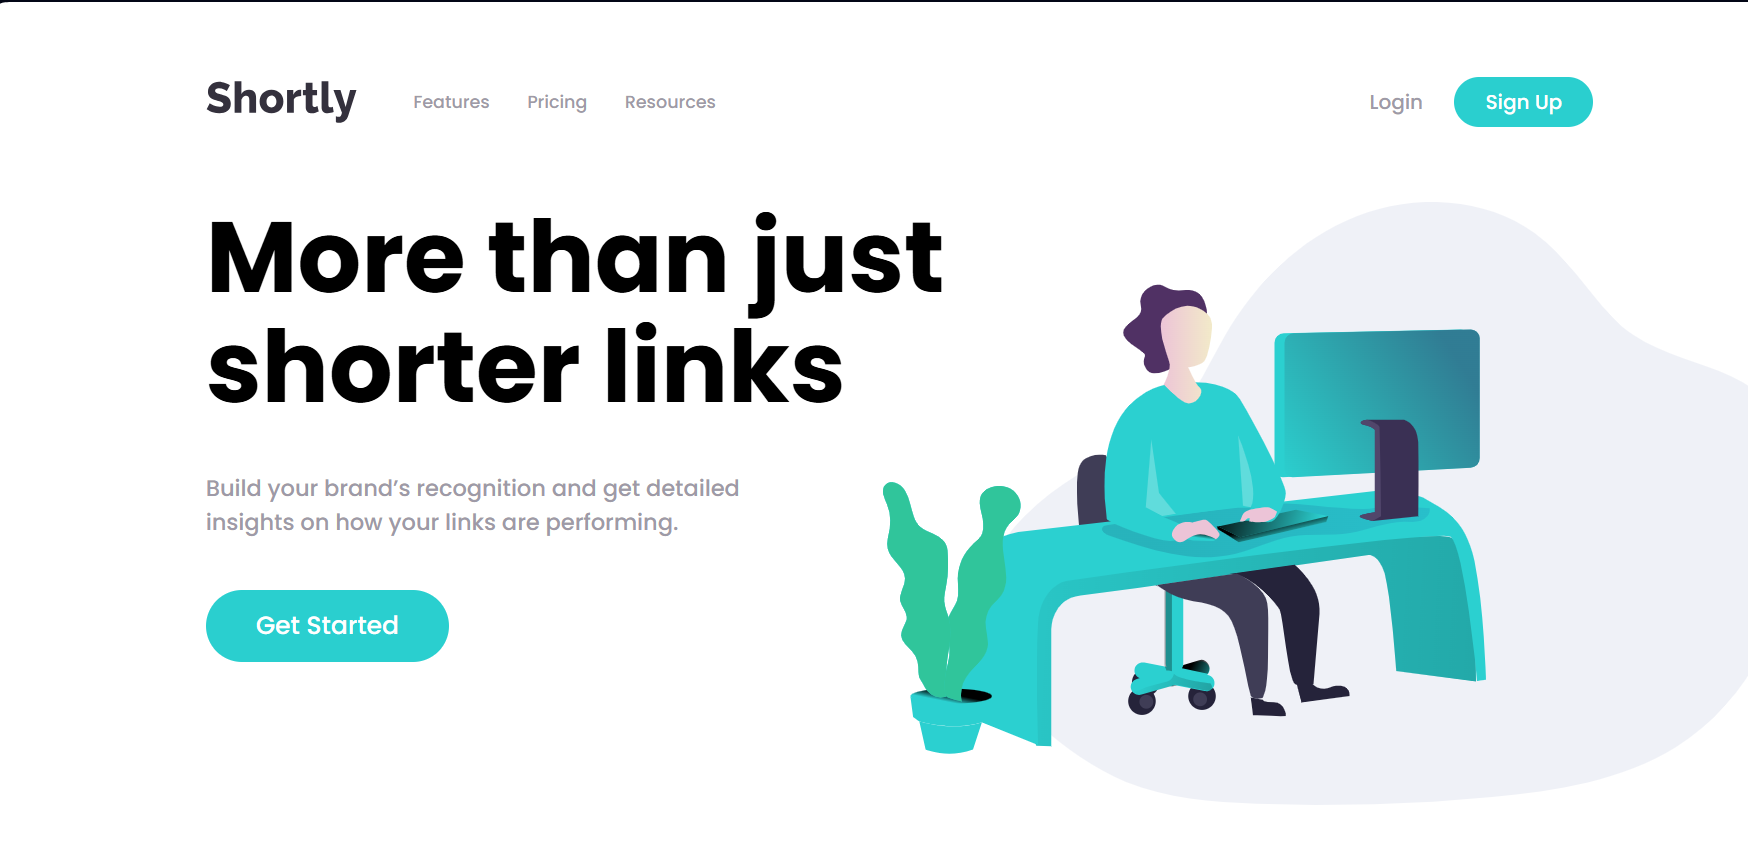 Shortly
Features Pricing Resources
Login
Sign Up
More than just
shorter links
Build your brand’s recognition and get detailed
insights on how your links are performing.
Get Started